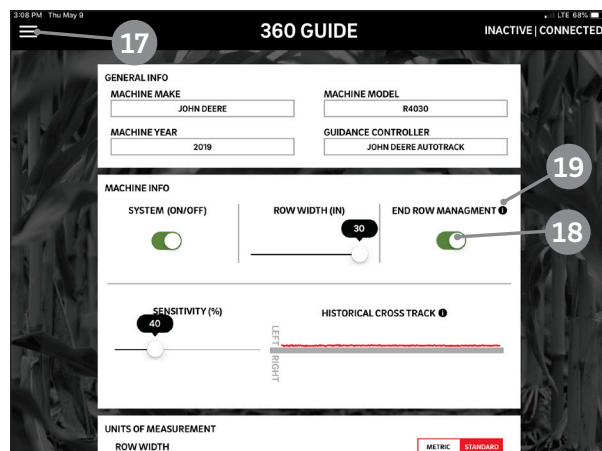 3:08 PM Thu May 9
LTE 68%
17
360 GUIDE
INACTIVE | CONNECTED
GENERAL INFO
MACHINE MAKE
MACHINE MODEL
JOHN DEERE
R4030
MACHINE YEAR
GUIDANCE CONTROLLER
2019
JOHN DEERE AUTOTRACK
19
MACHINE INFO
SYSTEM (ON/OFF)
ROW WIDTH (IN)
END ROW MANAGMENT
30
18
SENSITIVITY (%)
HISTORICAL CROSS TRACK
40
LEFT
RIGHT
UNITS OF MEASUREMENT
ROW WIDTH
METRIC
STANDARD